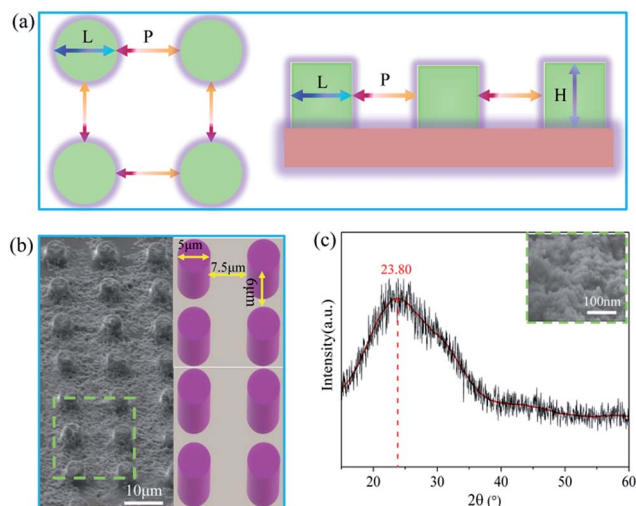 (a)
L
P
L
P
H
(b)
5μm
7.5μm
6μm
10μm
(c)
23.80
100nm
Intensity(a.u.)
20
30
40
50
60
2θ (°)